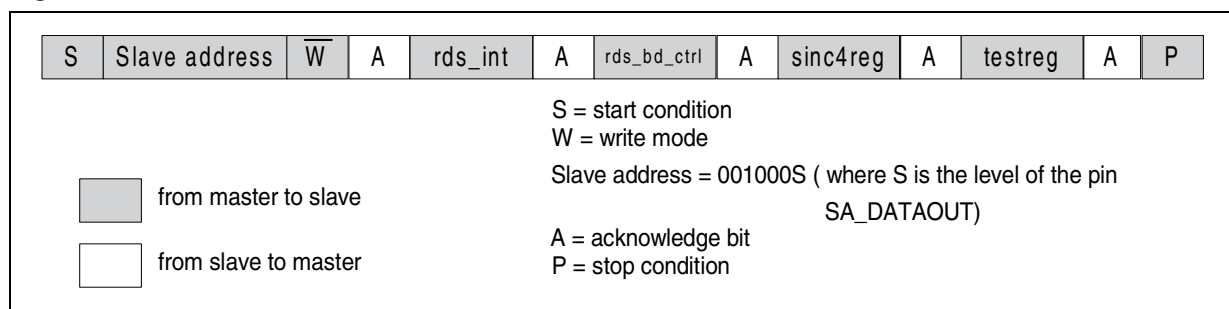 S Slave address W̅ A rds_int A rds_bd_ctrl A sinc4reg A testreg A P
S = start condition
W = write mode
Slave address = 001000S ( where S is the level of the pin
SA_DATAOUT)
from master to slave
A = acknowledge bit
P = stop condition
from slave to master